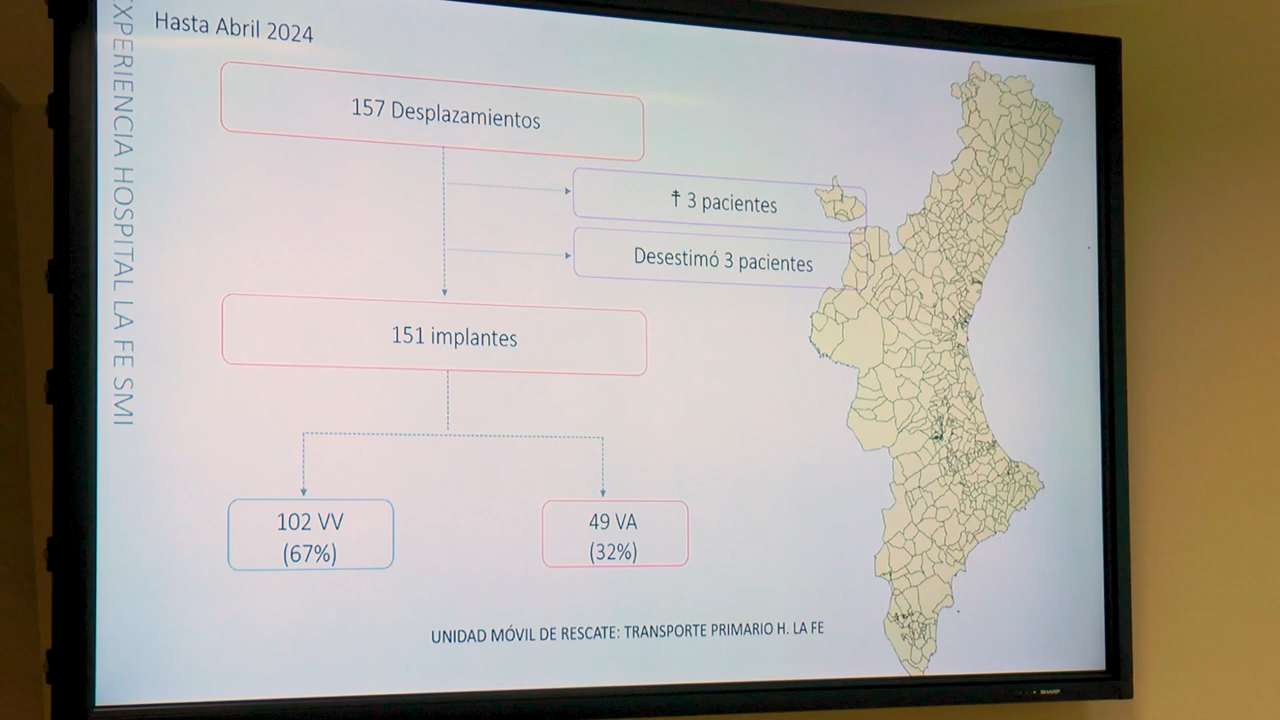 Hasta Abril 2024
EXPERIENCIA HOSPITAL LA FE SMI
157 Desplazamientos
† 3 pacientes
Desestimó 3 pacientes
151 implantes
102 VV
(67%)
49 VA
(32%)
UNIDAD MÓVIL DE RESCATE: TRANSPORTE PRIMARIO H. LA FE
SHARP